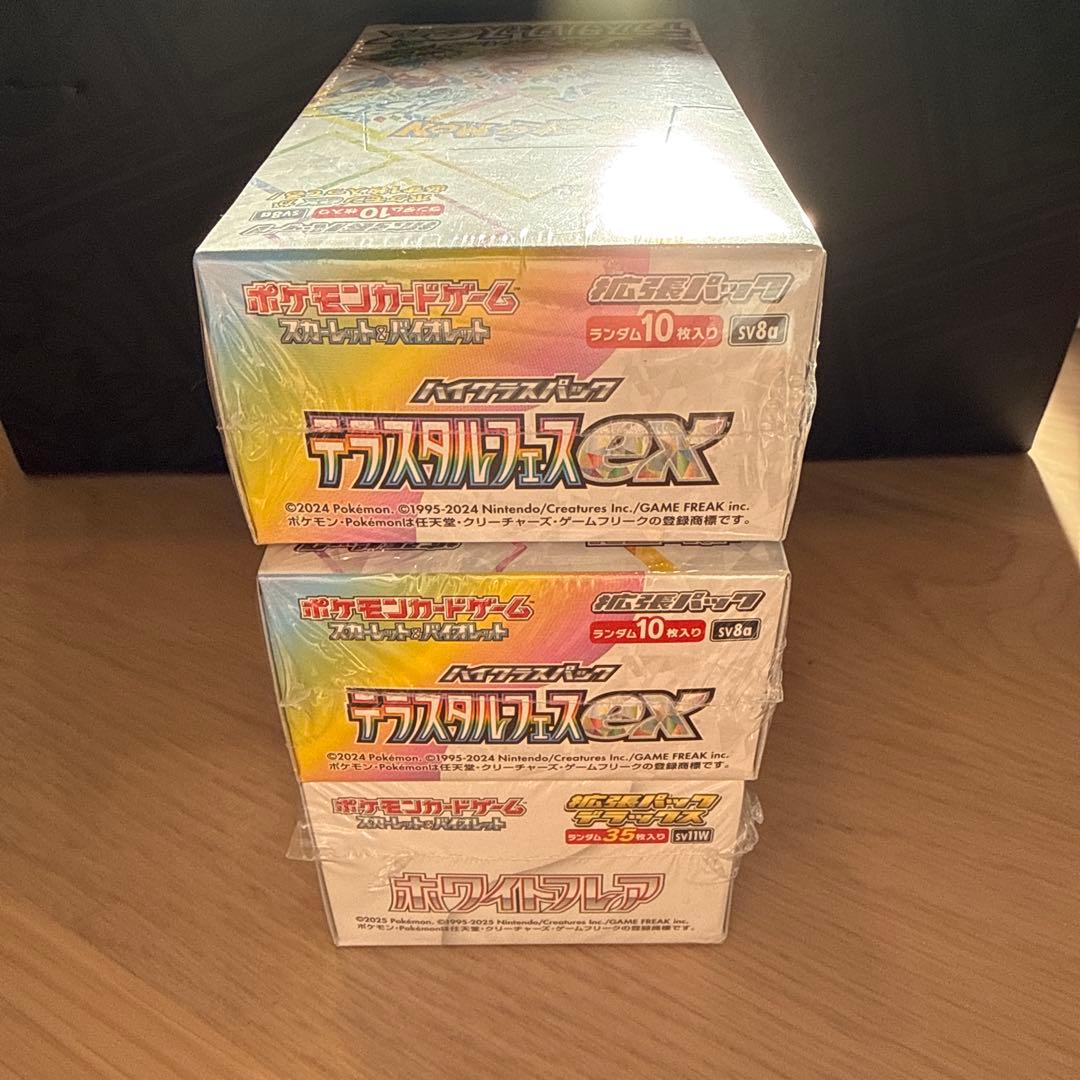 テラスタルフェスex
ポケモンカードゲーム
スカーレット&バイオレット
拡張パック
ランダム10枚入り SV8a
ハイクラスパック
テラスタルフェスex
©2024 Pokémon. ©1995-2024 Nintendo/Creatures Inc./GAME FREAK inc.
ポケモン・Pokémonは任天堂・クリーチャーズ・ゲームフリークの登録商標です。
ポケモンカードゲーム
スカーレット&バイオレット
拡張パック
ランダム10枚入り SV8a
ハイクラスパック
テラスタルフェスex
©2024 Pokémon. ©1995-2024 Nintendo/Creatures Inc./GAME FREAK inc.
ポケモン・Pokémonは任天堂・クリーチャーズ・ゲームフリークの登録商標です。
ポケモンカードゲーム
スカーレット&バイオレット
拡張パック
デラックス
ランダム35枚入り SV11W
ホワイトフレア
©2025 Pokémon. ©1995-2025 Nintendo/Creatures Inc./GAME FREAK inc.
ポケモン・Pokémonは任天堂・クリーチャーズ・ゲームフリークの登録商標です。